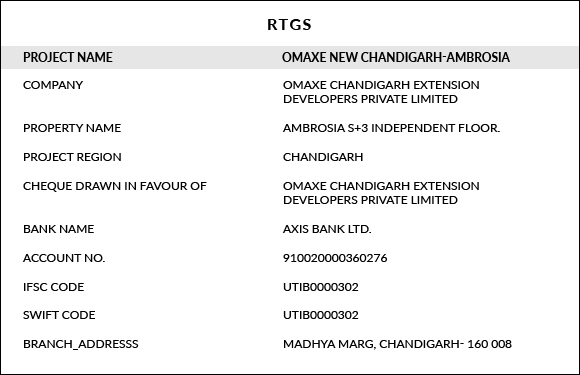 RTGS
PROJECT NAME OMAXE NEW CHANDIGARH-AMBROSIA
COMPANY OMAXE CHANDIGARH EXTENSION
DEVELOPERS PRIVATE LIMITED
PROPERTY NAME AMBROSIA S+3 INDEPENDENT FLOOR.
PROJECT REGION CHANDIGARH
CHEQUE DRAWN IN FAVOUR OF OMAXE CHANDIGARH EXTENSION
DEVELOPERS PRIVATE LIMITED
BANK NAME AXIS BANK LTD.
ACCOUNT NO. 910020000360276
IFSC CODE UTIB0000302
SWIFT CODE UTIB0000302
BRANCH_ADDRESSS MADHYA MARG, CHANDIGARH- 160 008